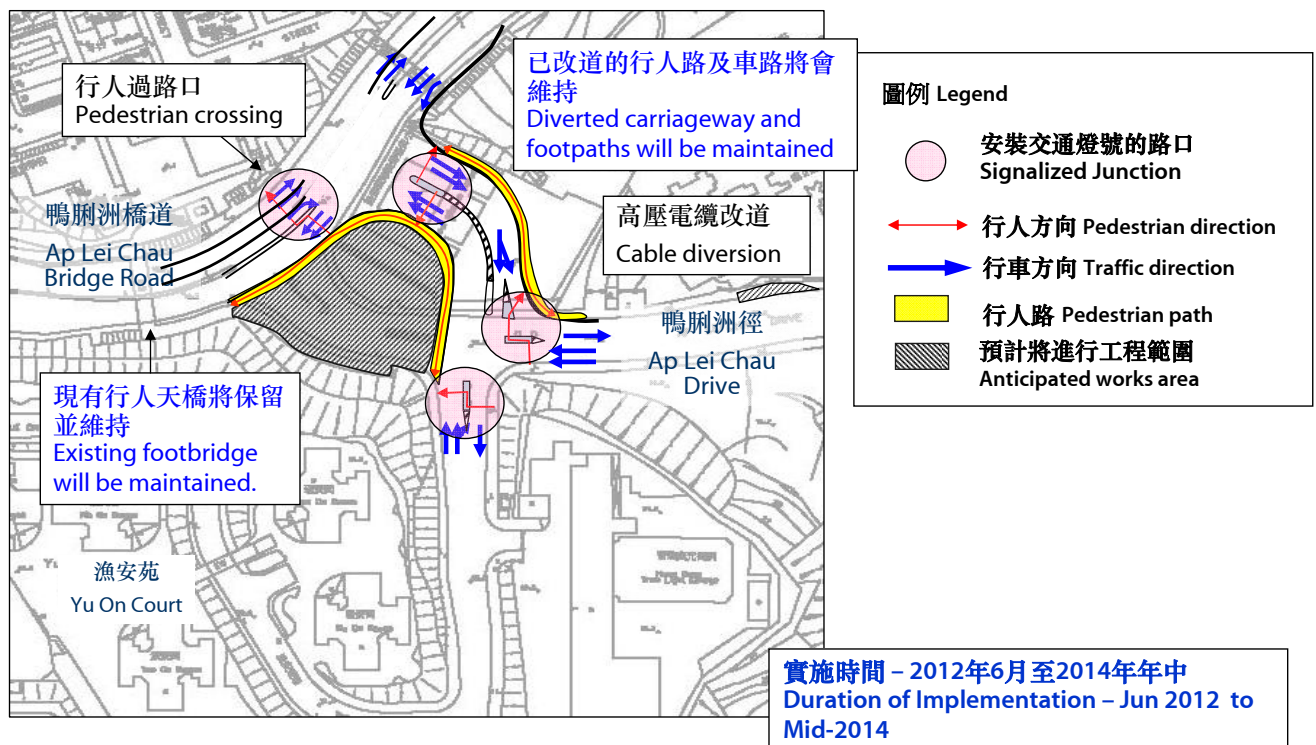 STREET
行人過路口
Pedestrian crossing
已改道的行人路及車路將會
維持
Diverted carriageway and
footpaths will be maintained
鴨脷洲橋道
Ap Lei Chau
Bridge Road
高壓電纜改道
Cable diversion
鴨脷洲徑
Ap Lei Chau
Drive
現有行人天橋將保留
並維持
Existing footbridge
will be maintained.
漁安苑
Yu On Court
圖例 Legend
安裝交通燈號的路口
Signalized Junction
行人方向 Pedestrian direction
行車方向 Traffic direction
行人路 Pedestrian path
預計將進行工程範圍
Anticipated works area
實施時間 – 2012年6月至2014年年中
Duration of Implementation – Jun 2012 to
Mid-2014